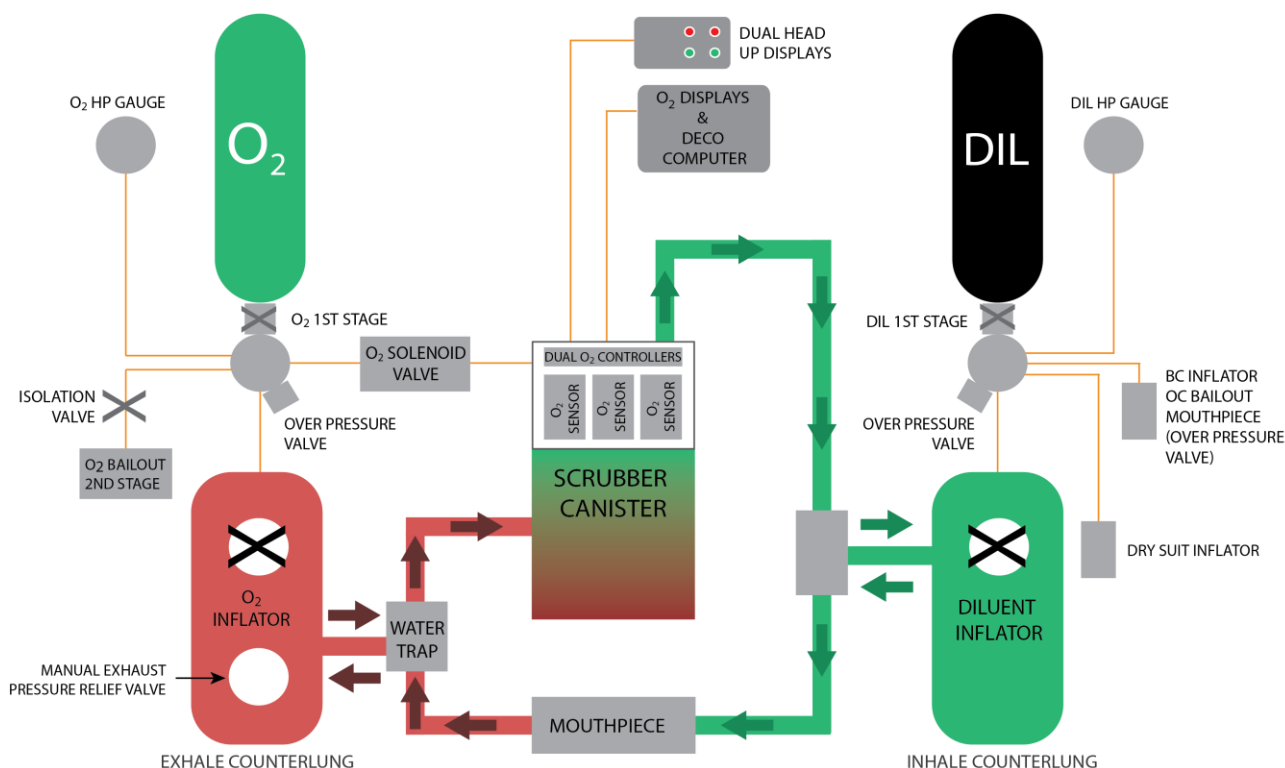 DUAL HEAD
UP DISPLAYS
O₂ HP GAUGE
O₂
O₂ DISPLAYS
&
DECO
COMPUTER
DIL
DIL HP GAUGE
O₂ 1ST STAGE
DIL 1ST STAGE
O₂ SOLENOID
VALVE
DUAL O₂ CONTROLLERS
O₂
SENSOR
O₂
SENSOR
O₂
SENSOR
ISOLATION
VALVE
OVER PRESSURE
VALVE
OVER PRESSURE
VALVE
BC INFLATOR
OC BAILOUT
MOUTHPIECE
(OVER PRESSURE
VALVE)
O₂ BAILOUT
2ND STAGE
SCRUBBER
CANISTER
DRY SUIT INFLATOR
O₂
INFLATOR
WATER
TRAP
DILUENT
INFLATOR
MANUAL EXHAUST
PRESSURE RELIEF VALVE
MOUTHPIECE
EXHALE COUNTERLUNG
INHALE COUNTERLUNG